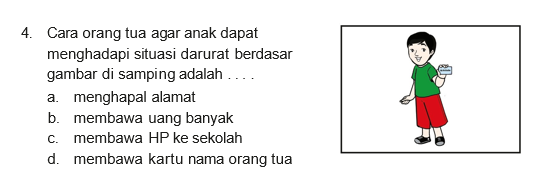 4. Cara orang tua agar anak dapat
menghadapi situasi darurat berdasar
gambar di samping adalah . . . .
a. menghapal alamat
b. membawa uang banyak
c. membawa HP ke sekolah
d. membawa kartu nama orang tua